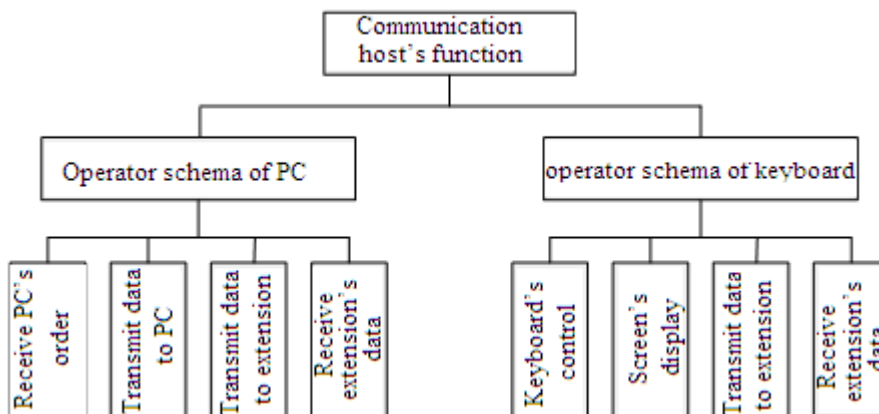 Communication
host's function
Operator schema of PC
operator schema of keyboard
Receive PC's
order
Transmit data
to PC
Transmit data
to extension
Receive
extension's
data
Keyboard's
control
Screen's
display
Transmit data
to extension
Receive
extension's
data